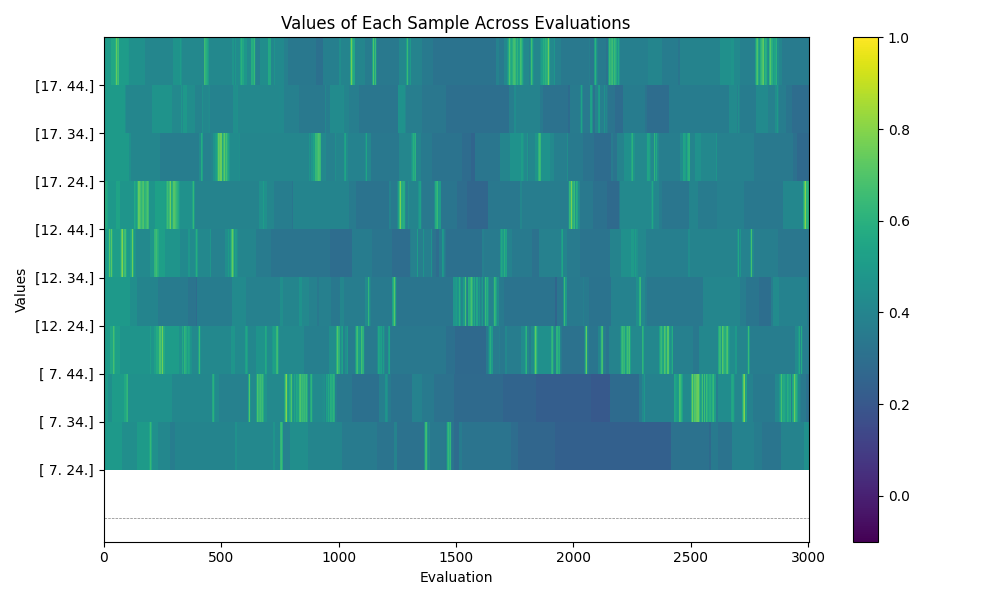 Values of Each Sample Across Evaluations
1.0
[17. 44.]
[17. 34.]
0.8
[17. 24.]
[12. 44.]
0.6
[12. 34.]
Values
[12. 24.]
0.4
[ 7. 44.]
[ 7. 34.]
0.2
[ 7. 24.]
0.0
0 500 1000 1500 2000 2500 3000
Evaluation